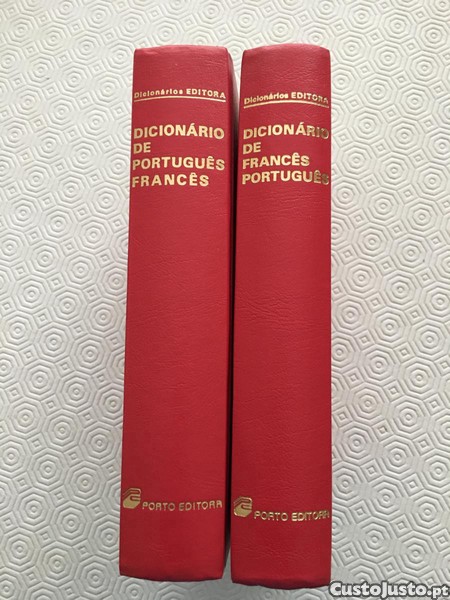 Dicionários EDITORA
DICIONÁRIO
DE
PORTUGUÊS
FRANCÊS
PORTO EDITORA
Dicionários EDITORA
DICIONÁRIO
DE
FRANCÊS
PORTUGUÊS
PORTO EDITORA
CustoJusto.pt